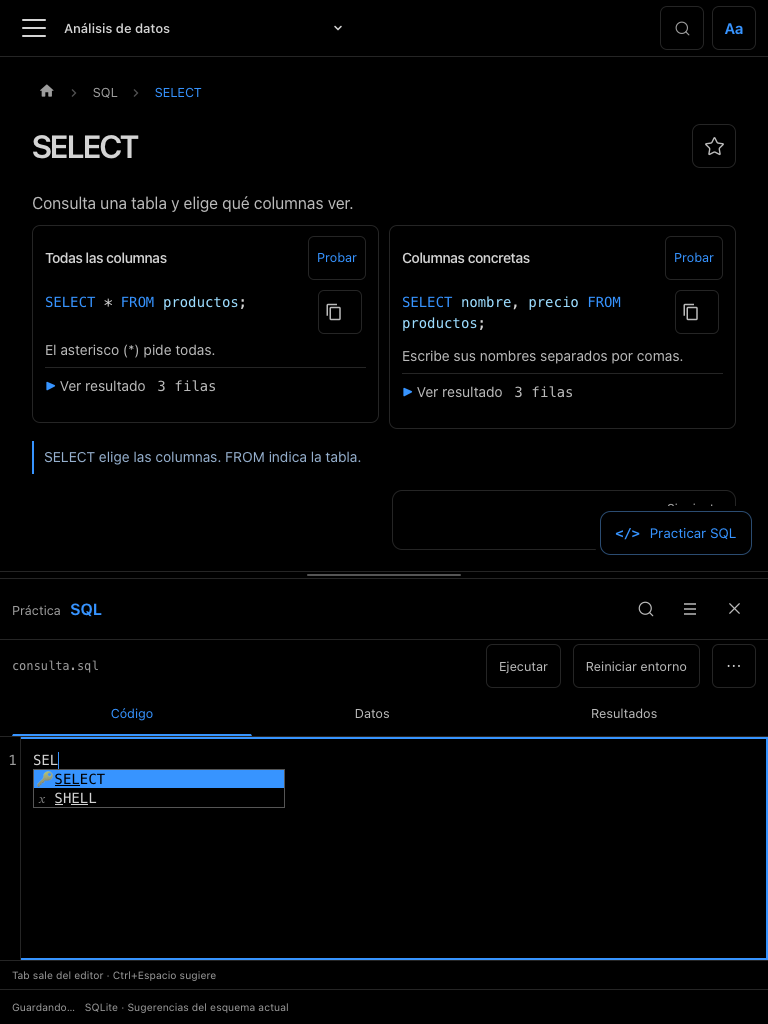 Análisis de datos
Aa
SQL
SELECT
SELECT
Consulta una tabla y elige qué columnas ver.
Todas las columnas
Probar
SELECT * FROM productos;
El asterisco (*) pide todas.
Ver resultado 3 filas
Columnas concretas
Probar
SELECT nombre, precio FROM
productos;
Escribe sus nombres separados por comas.
Ver resultado 3 filas
SELECT elige las columnas. FROM indica la tabla.
</> Practicar SQL
Práctica SQL
consulta.sql
Ejecutar
Reiniciar entorno
...
Código
Datos
Resultados
1
SEL
SELECT
x SHELL
Tab sale del editor · Ctrl+Espacio sugiere
Guardando... SQLite · Sugerencias del esquema actual